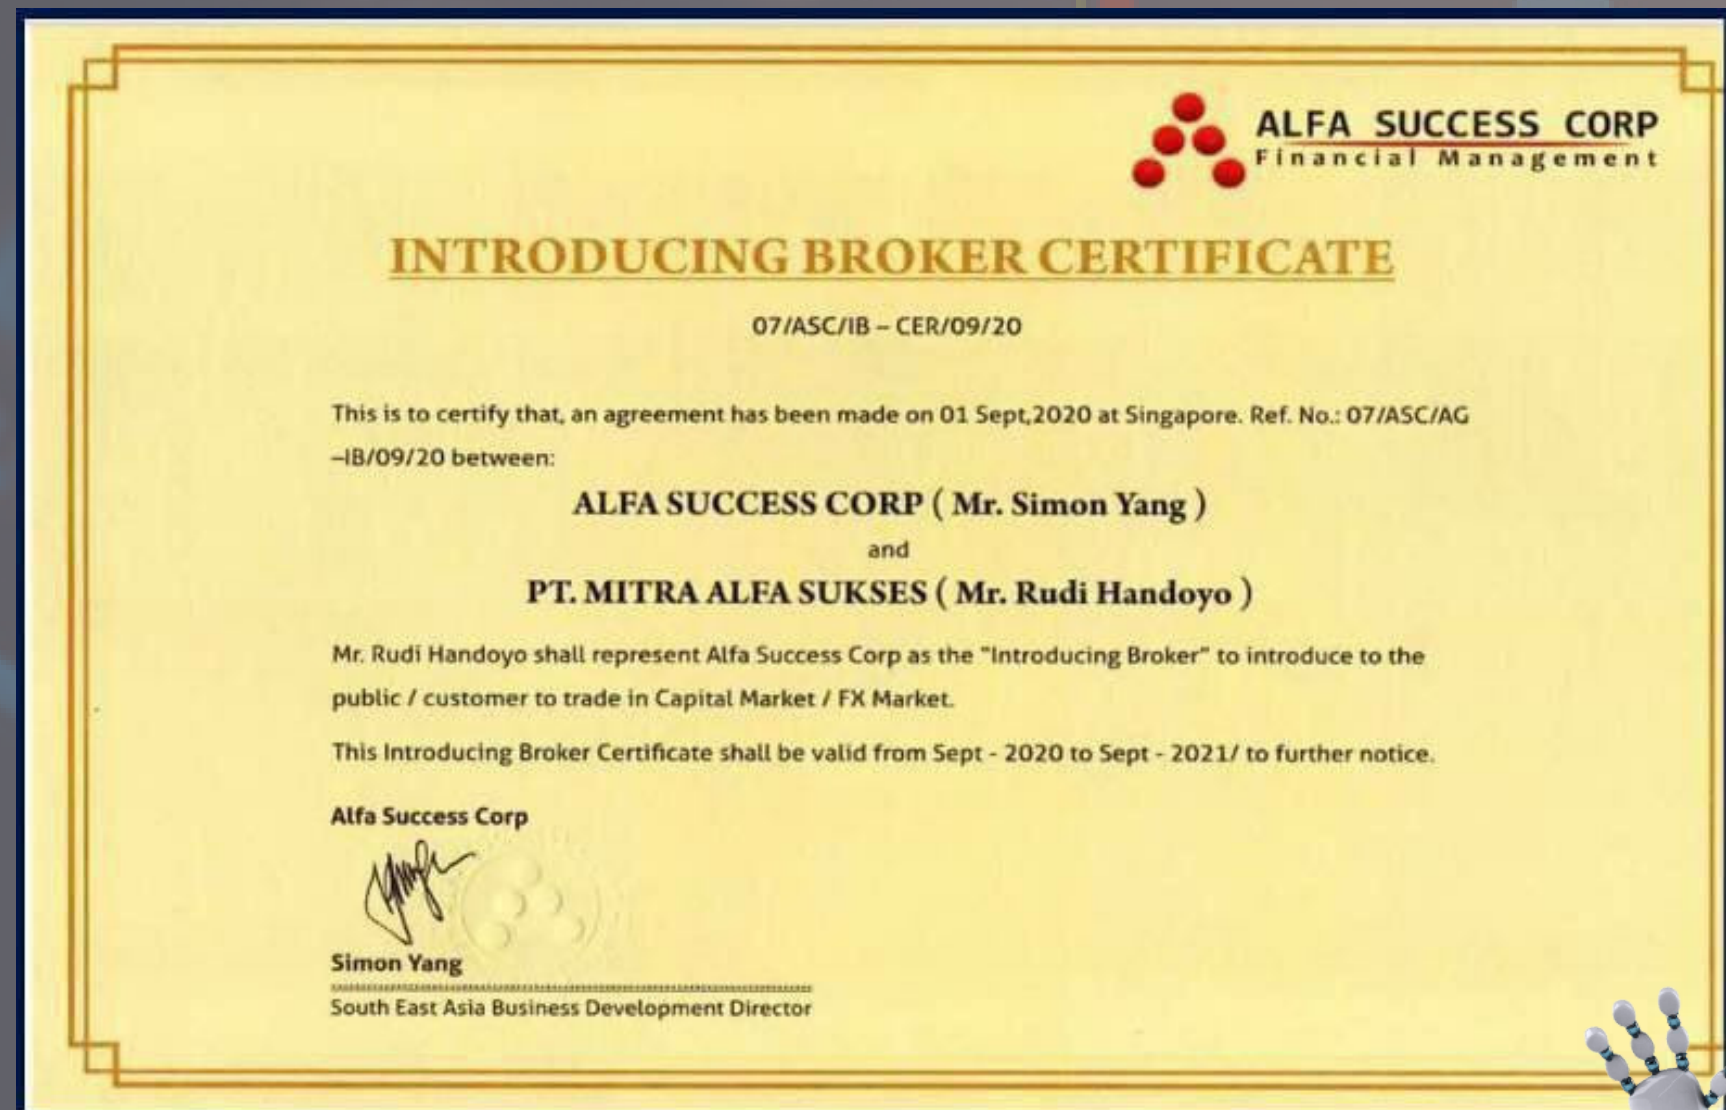 ALFA SUCCESS CORP
Financial Management
INTRODUCING BROKER CERTIFICATE
07/ASC/IB – CER/09/20
This is to certify that, an agreement has been made on 01 Sept,2020 at Singapore. Ref. No.: 07/ASC/AG
–IB/09/20 between:
ALFA SUCCESS CORP ( Mr. Simon Yang )
and
PT. MITRA ALFA SUKSES ( Mr. Rudi Handoyo )
Mr. Rudi Handoyo shall represent Alfa Success Corp as the "Introducing Broker" to introduce to the
public / customer to trade in Capital Market / FX Market.
This Introducing Broker Certificate shall be valid from Sept - 2020 to Sept - 2021/ to further notice.
Alfa Success Corp
Simon Yang
South East Asia Business Development Director